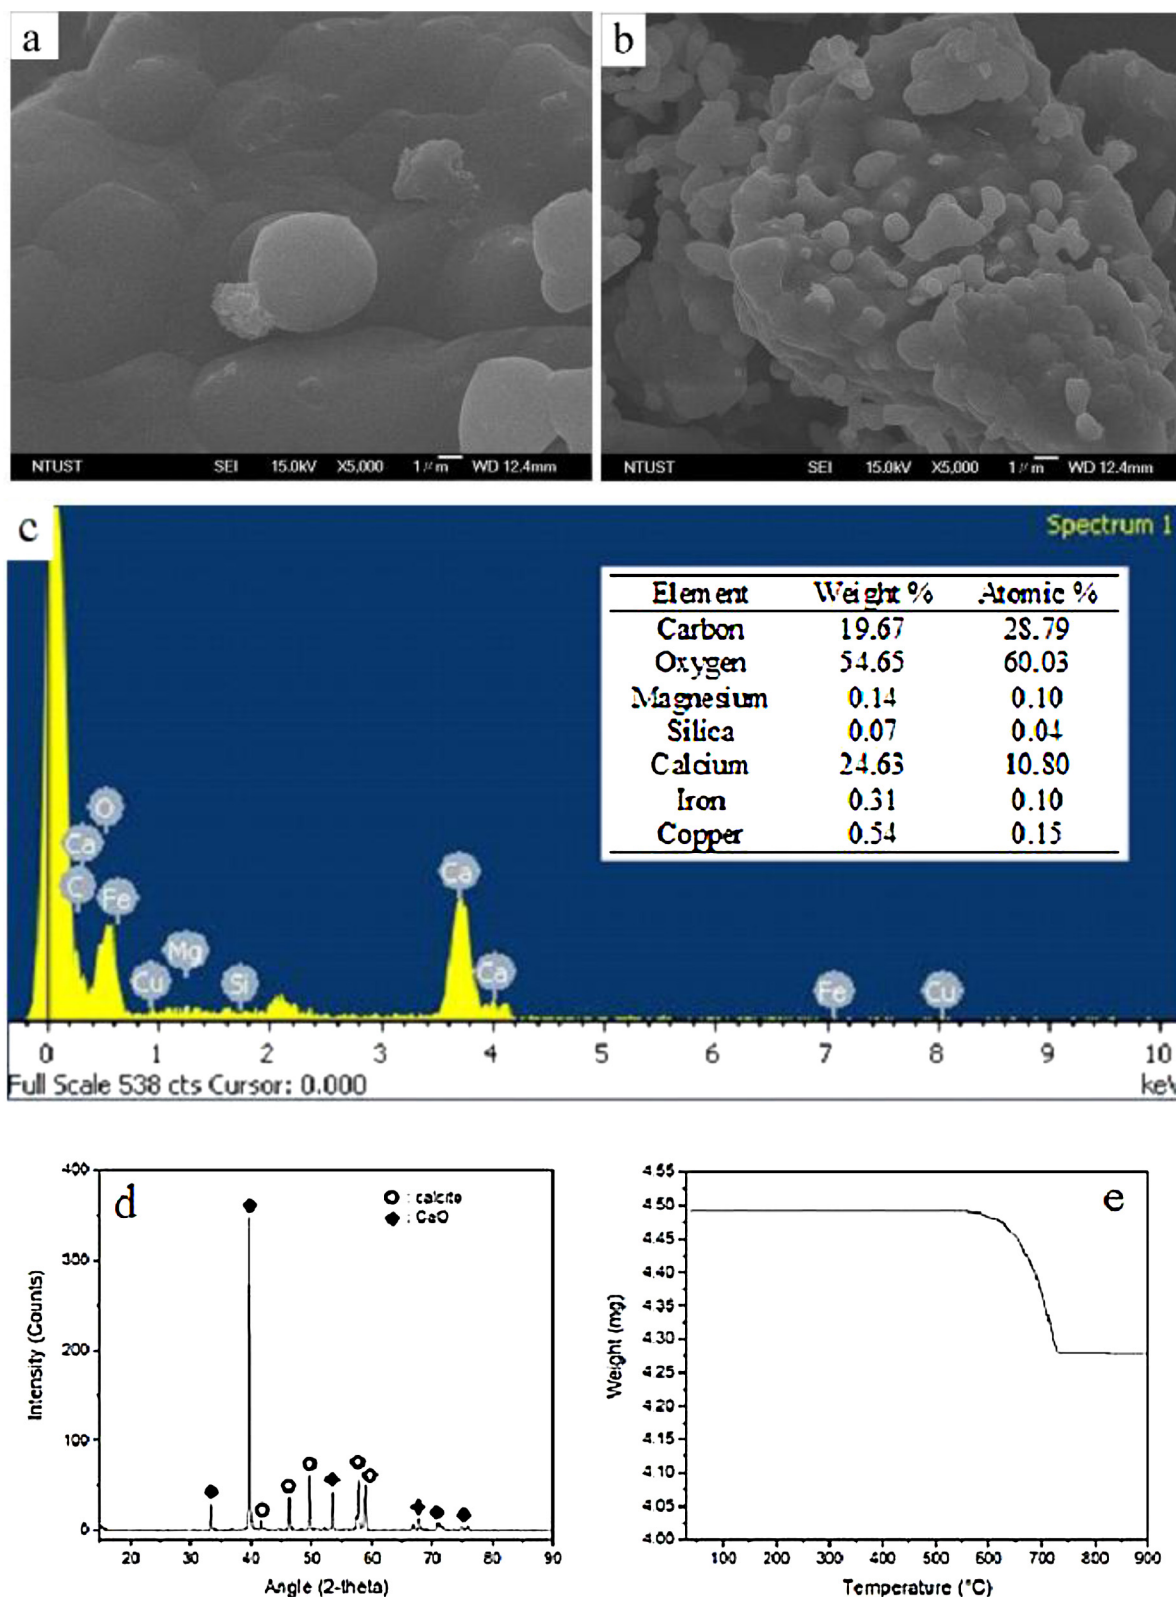 a
b
NTUST SEI 15.0kV X5,000 1μm WD 12.4mm
NTUST SEI 15.0kV X5,000 1μm WD 12.4mm
c
Spectrum 1
Element Weight % Atomic %
Carbon 19.67 28.79
Oxygen 54.65 60.03
Magnesium 0.14 0.10
Silica 0.07 0.04
Calcium 24.63 10.80
Iron 0.31 0.10
Copper 0.54 0.15
O
Ca
C
Fe
Cu
Mg
Si
Ca
Ca
Fe
Cu
0 1 2 3 4 5 6 7 8 9 10
Full Scale 538 cts Cursor: 0.000
keV
d
: calcite
: CaO
400
300
200
100
0
Intensity (Counts)
20 30 40 50 60 70 80 90
Angle (2-theta)
e
4.55
4.50
4.45
4.40
4.35
4.30
4.25
4.20
4.15
4.10
4.05
4.00
Weight (mg)
100 200 300 400 500 600 700 800 900
Temperature (°C)